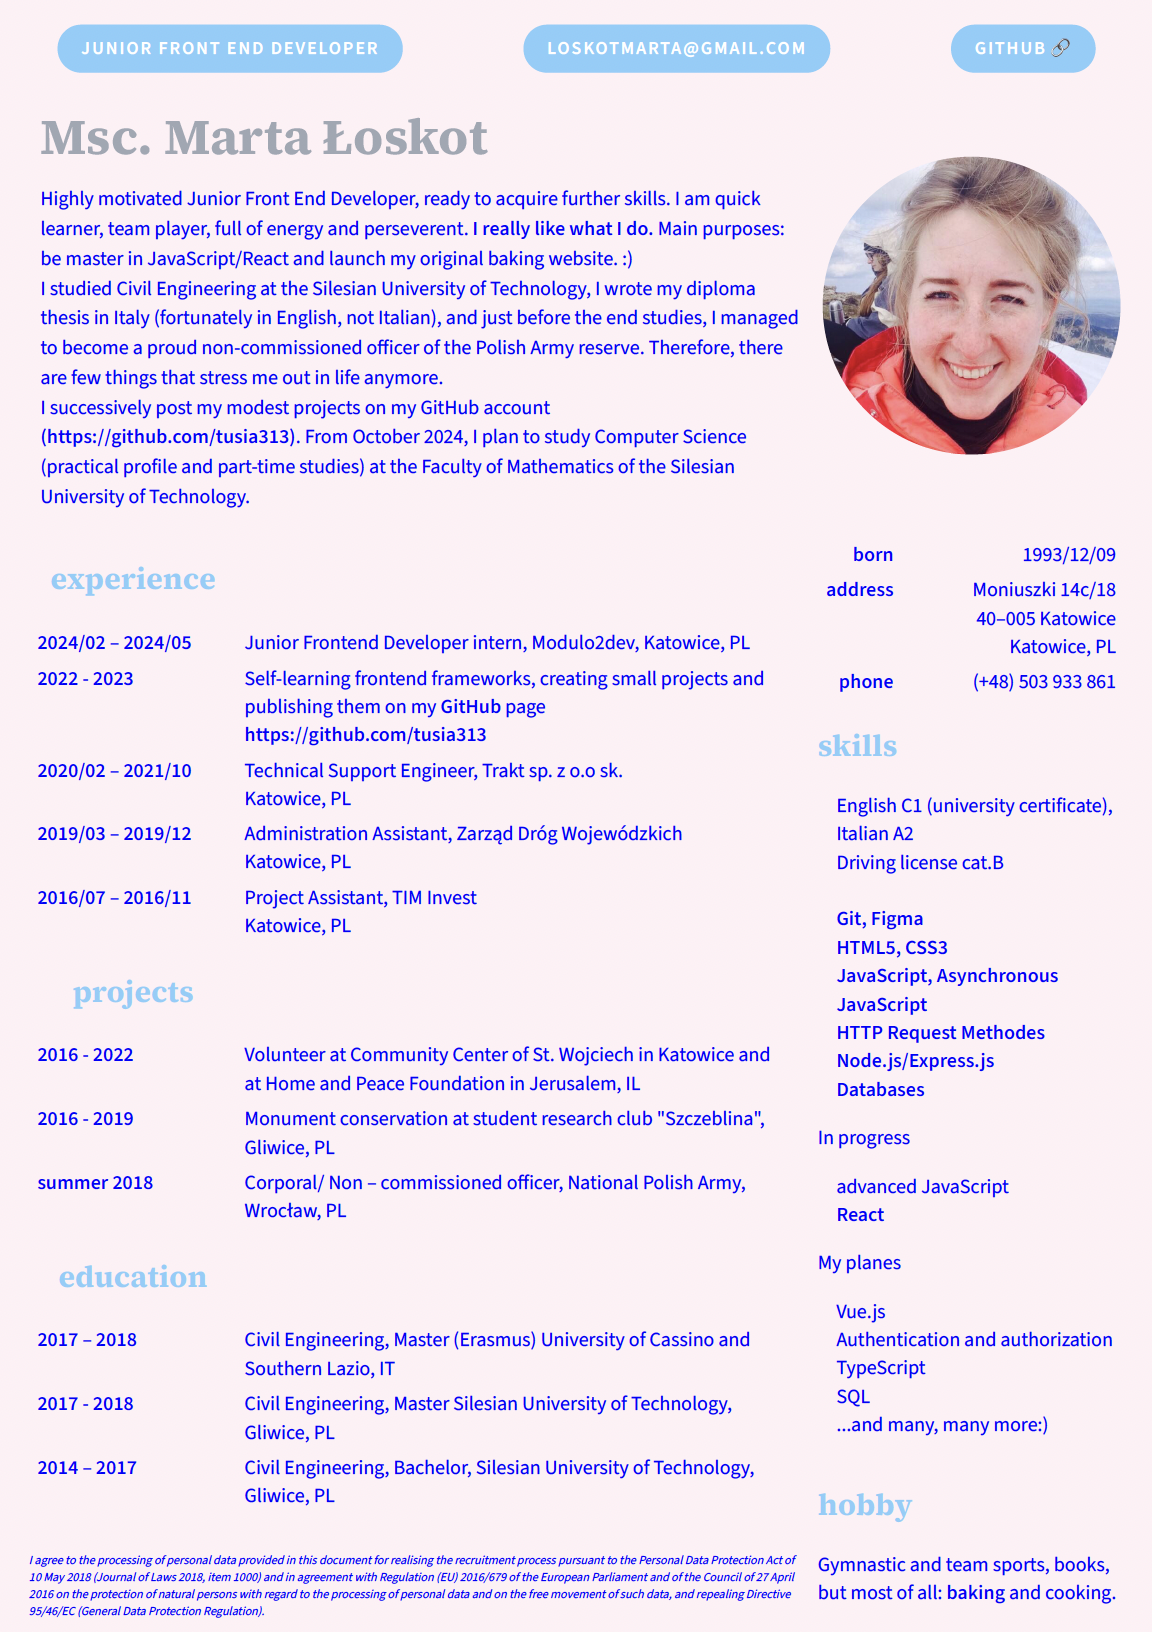 JUNIOR FRONT END DEVELOPER
LOSKOTMARTA@GMAIL.COM
GITHUB 🔗
Msc. Marta Łoskot
Highly motivated Junior Front End Developer, ready to acquire further skills. I am quick
learner, team player, full of energy and perseverent. I really like what I do. Main purposes:
be master in JavaScript/React and launch my original baking website. :)
I studied Civil Engineering at the Silesian University of Technology, I wrote my diploma
thesis in Italy (fortunately in English, not Italian), and just before the end studies, I managed
to become a proud non-commissioned officer of the Polish Army reserve. Therefore, there
are few things that stress me out in life anymore.
I successively post my modest projects on my GitHub account
(https://github.com/tusia313). From October 2024, I plan to study Computer Science
(practical profile and part-time studies) at the Faculty of Mathematics of the Silesian
University of Technology.
experience
2024/02 – 2024/05 Junior Frontend Developer intern, Modulo2dev, Katowice, PL
2022 - 2023 Self-learning frontend frameworks, creating small projects and
publishing them on my GitHub page
https://github.com/tusia313
2020/02 – 2021/10 Technical Support Engineer, Trakt sp. z o.o sk.
Katowice, PL
2019/03 – 2019/12 Administration Assistant, Zarząd Dróg Wojewódzkich
Katowice, PL
2016/07 – 2016/11 Project Assistant, TIM Invest
Katowice, PL
projects
2016 - 2022 Volunteer at Community Center of St. Wojciech in Katowice and
at Home and Peace Foundation in Jerusalem, IL
2016 - 2019 Monument conservation at student research club "Szczeblina",
Gliwice, PL
summer 2018 Corporal/ Non – commissioned officer, National Polish Army,
Wrocław, PL
education
2017 – 2018 Civil Engineering, Master (Erasmus) University of Cassino and
Southern Lazio, IT
2017 - 2018 Civil Engineering, Master Silesian University of Technology,
Gliwice, PL
2014 – 2017 Civil Engineering, Bachelor, Silesian University of Technology,
Gliwice, PL
I agree to the processing of personal data provided in this document for realising the recruitment process pursuant to the Personal Data Protection Act of
10 May 2018 (Journal of Laws 2018, item 1000) and in agreement with Regulation (EU) 2016/679 of the European Parliament and of the Council of 27 April
2016 on the protection of natural persons with regard to the processing of personal data and on the free movement of such data, and repealing Directive
95/46/EC (General Data Protection Regulation).
born 1993/12/09
address Moniuszki 14c/18
40–005 Katowice
Katowice, PL
phone (+48) 503 933 861
skills
English C1 (university certificate),
Italian A2
Driving license cat.B
Git, Figma
HTML5, CSS3
JavaScript, Asynchronous
JavaScript
HTTP Request Methodes
Node.js/Express.js
Databases
In progress
advanced JavaScript
React
My planes
Vue.js
Authentication and authorization
TypeScript
SQL
...and many, many more:)
hobby
Gymnastic and team sports, books,
but most of all: baking and cooking.